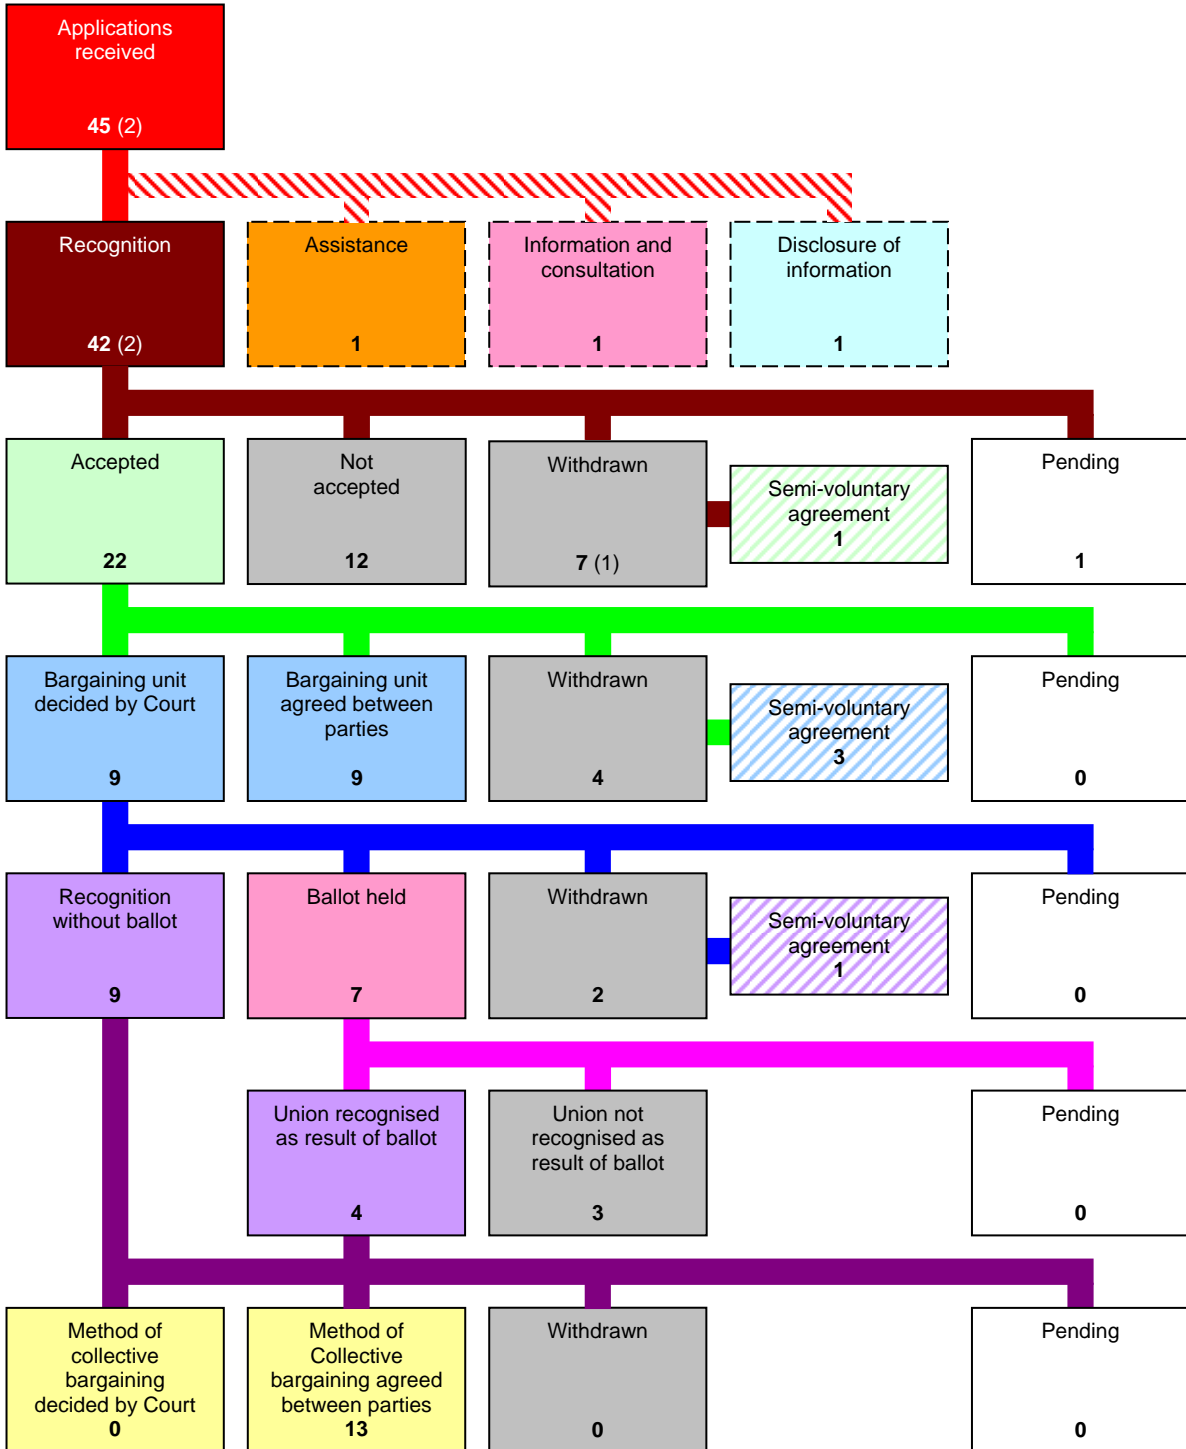 Applications
received
45 (2)
Recognition
42 (2)
Assistance
1
Information and
consultation
1
Disclosure of
information
1
Accepted
22
Not
accepted
12
Withdrawn
7 (1)
Semi-voluntary
agreement
1
Pending
1
Bargaining unit
decided by Court
9
Bargaining unit
agreed between
parties
9
Withdrawn
4
Semi-voluntary
agreement
3
Pending
0
Recognition
without ballot
9
Ballot held
7
Withdrawn
2
Semi-voluntary
agreement
1
Pending
0
Union recognised
as result of ballot
4
Union not
recognised as
result of ballot
3
Pending
0
Method of
collective
bargaining
decided by Court
0
Method of
Collective
bargaining agreed
between parties
13
Withdrawn
0
Pending
0